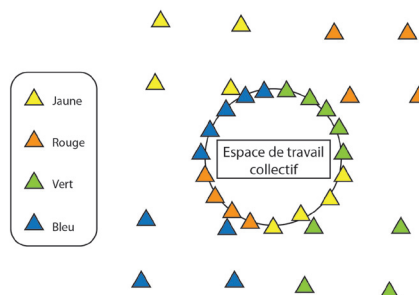 Jaune
Rouge
Vert
Bleu
Espace de travail
collectif